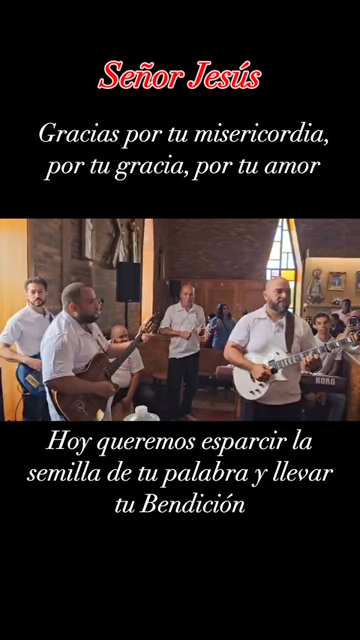 Señor Jesús
Gracias por tu misericordia,
por tu gracia, por tu amor
KORG
Hoy queremos esparcir la
semilla de tu palabra y llevar
tu Bendición